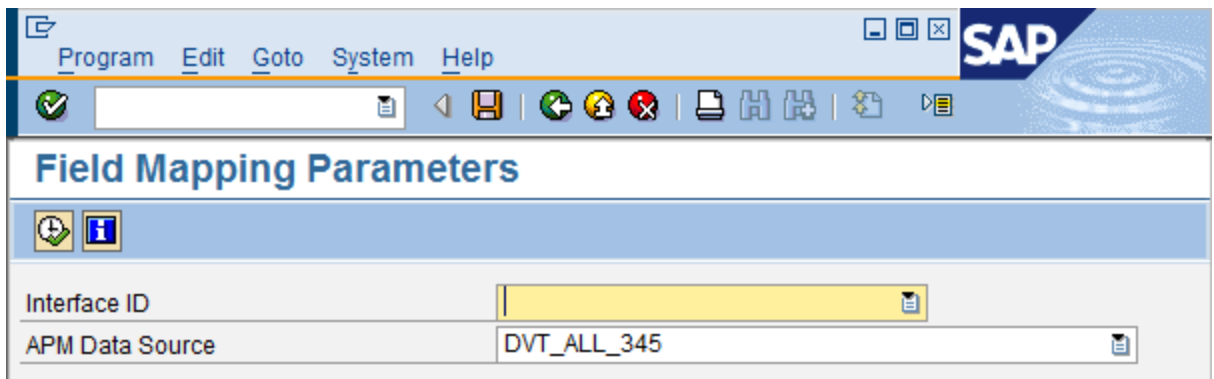 Program Edit Goto System Help
SAP
Field Mapping Parameters
Interface ID
APM Data Source DVT_ALL_345